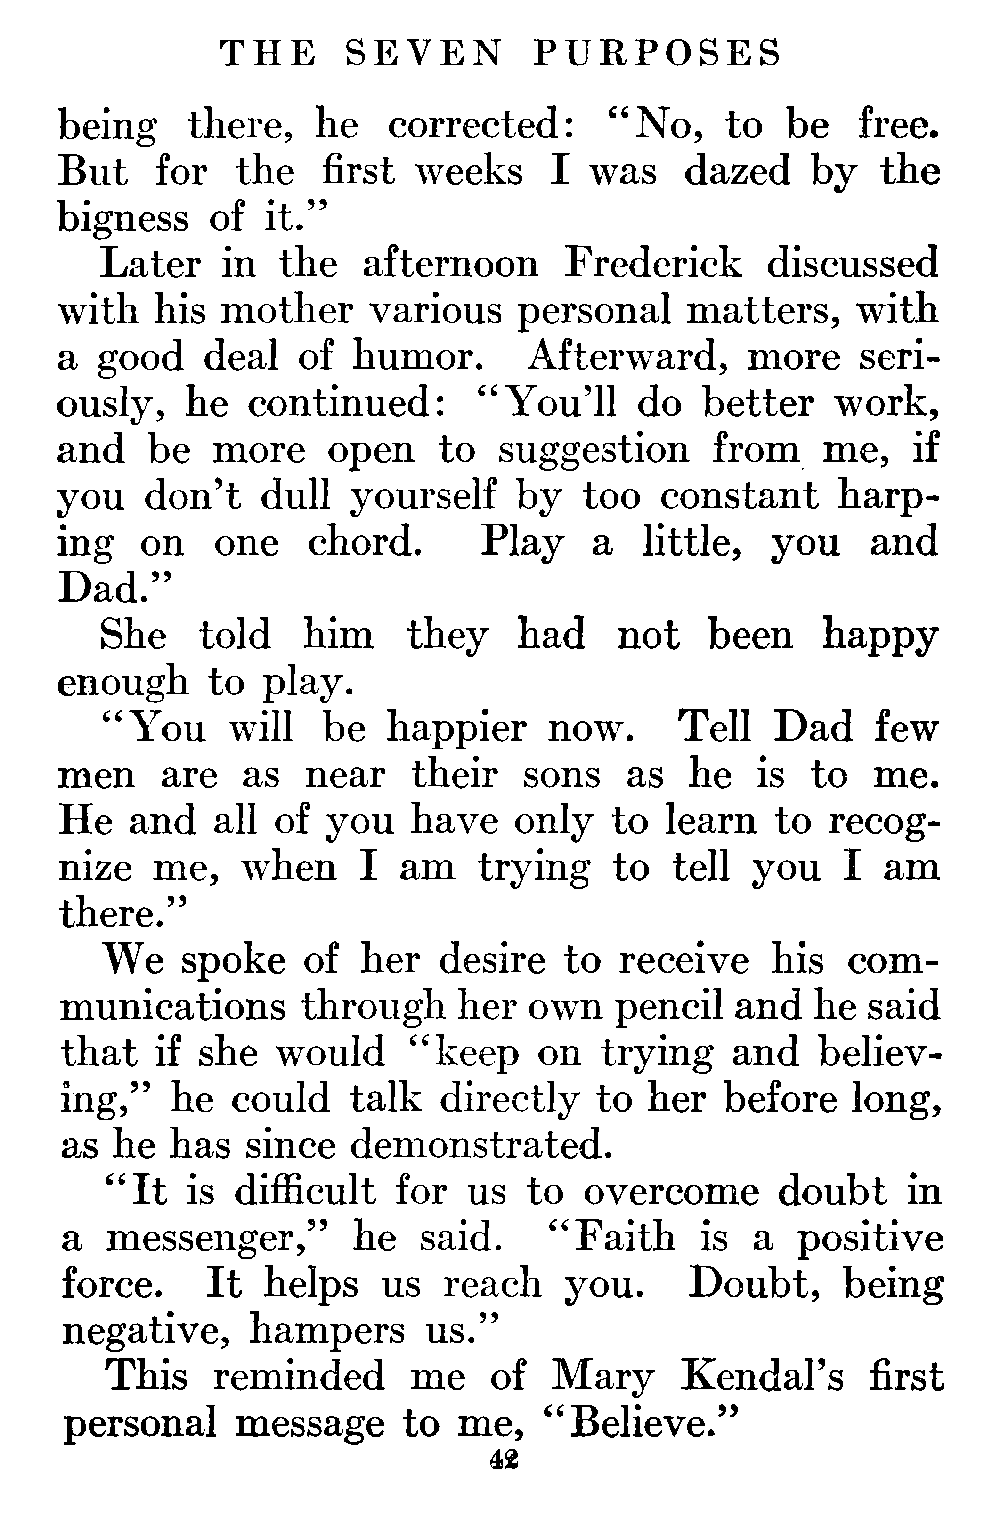 THE SEVEN PURPOSES
being there, he corrected: “No, to be free.
But for the first weeks I was dazed by the
bigness of it.”
Later in the afternoon Frederick discussed
with his mother various personal matters, with
a good deal of humor. Afterward, more seri-
ously, he continued: “You’ll do better work,
and be more open to suggestion from me, if
you don’t dull yourself by too constant harp-
ing on one chord. Play a little, you and
Dad.”
She told him they had not been happy
enough to play.
“You will be happier now. Tell Dad few
men are as near their sons as he is to me.
He and all of you have only to learn to recog-
nize me, when I am trying to tell you I am
there.”
We spoke of her desire to receive his com-
munications through her own pencil and he said
that if she would “keep on trying and believ-
ing,” he could talk directly to her before long,
as he has since demonstrated.
“It is difficult for us to overcome doubt in
a messenger,” he said. “Faith is a positive
force. It helps us reach you. Doubt, being
negative, hampers us.”
This reminded me of Mary Kendal’s first
personal message to me, “Believe.”
42